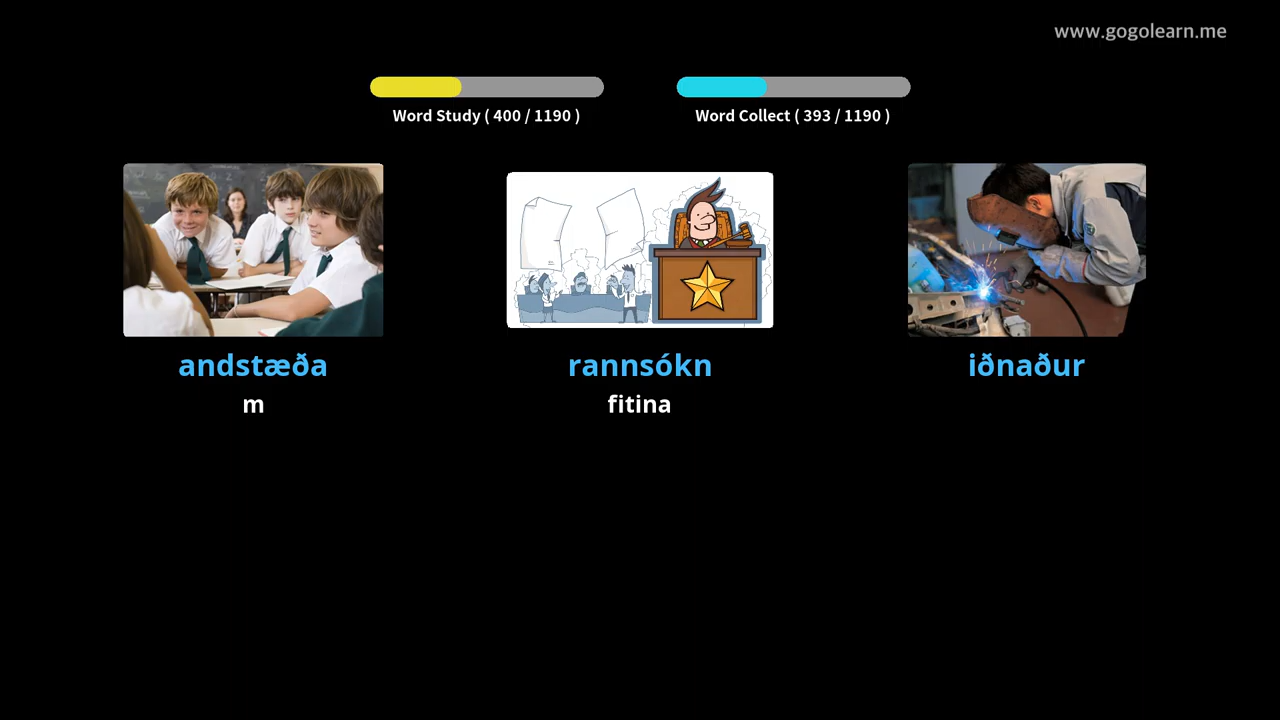 www.gogolearn.me
Word Study ( 400 / 1190 )
Word Collect ( 393 / 1190 )
andstæða
rannsókn
iðnaður
m
fitina